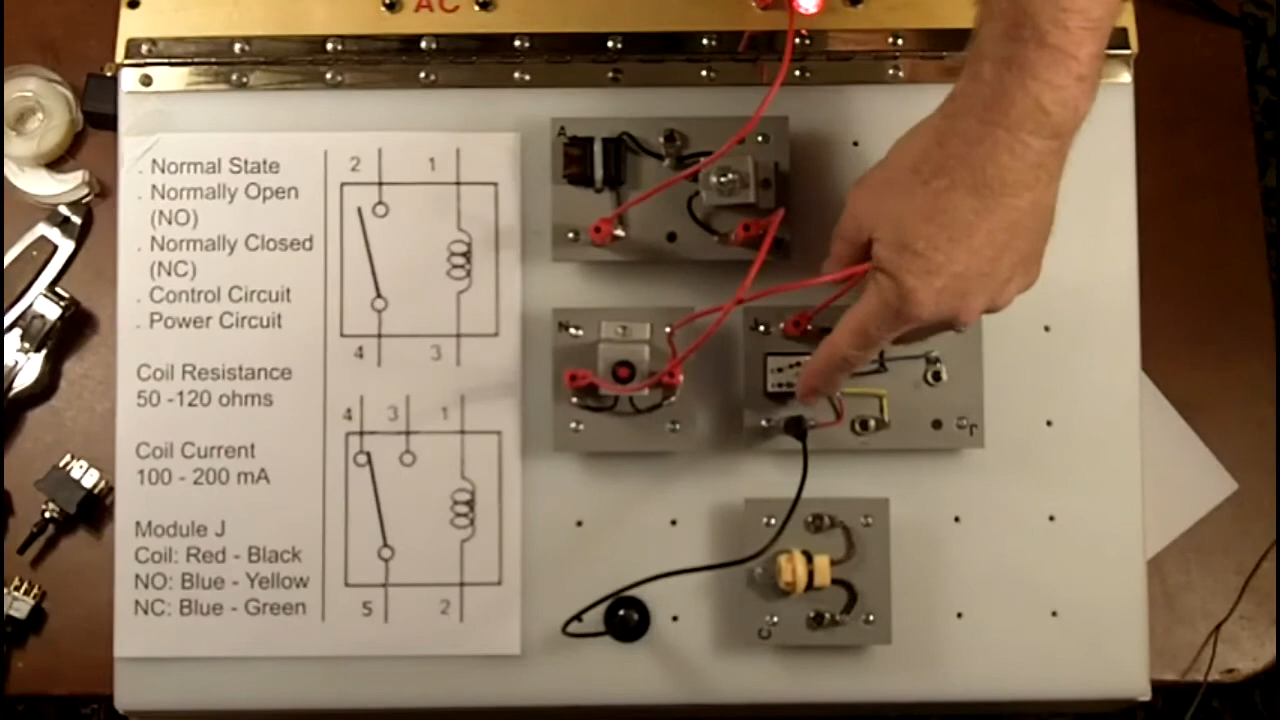 AC
. Normal State
. Normally Open
(NO)
. Normally Closed
(NC)
. Control Circuit
. Power Circuit
Coil Resistance
50 -120 ohms
Coil Current
100 - 200 mA
Module J
Coil: Red - Black
NO: Blue - Yellow
NC: Blue - Green
2 1
4 3
4 3 1
5 2
A
N
J
J
C